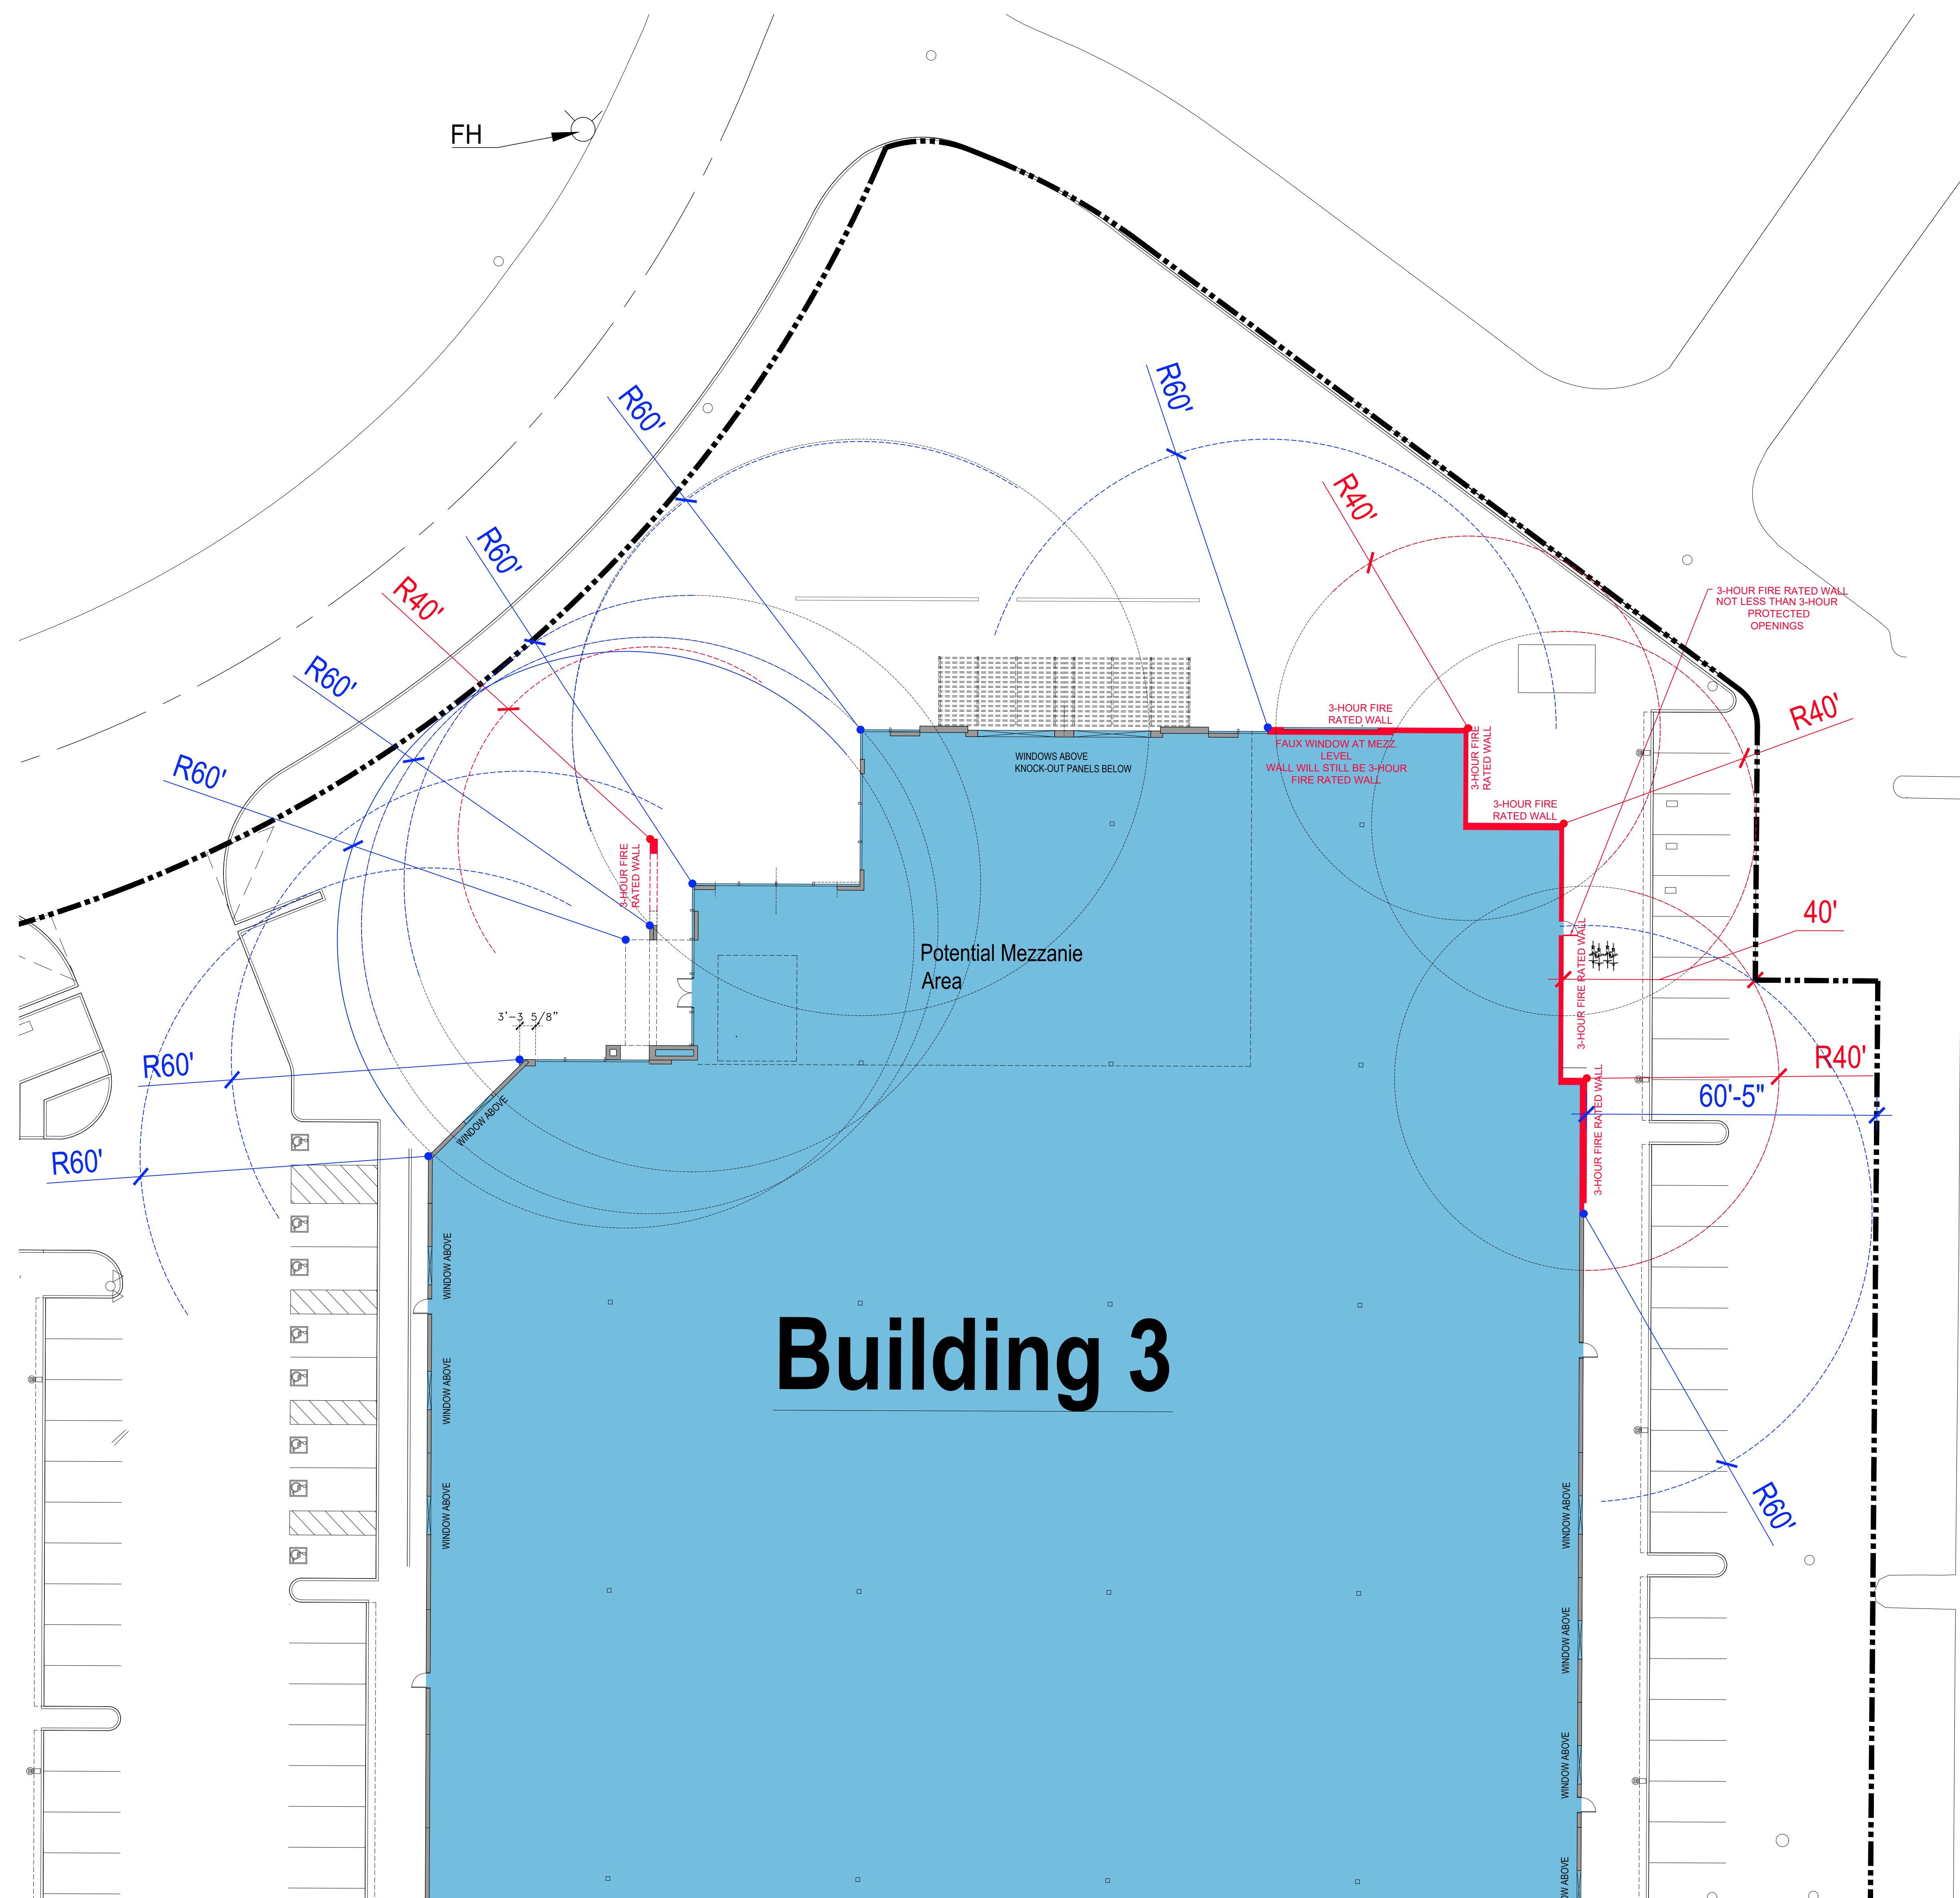 FH
R60'
R60'
R40'
R60'
R40'
3-HOUR FIRE RATED WALL
NOT LESS THAN 3-HOUR
PROTECTED
OPENINGS
R60'
R60'
R40'
3-HOUR FIRE
RATED WALL
3-HOUR FIRE
RATED WALL
FAUX WINDOW AT MEZZ.
LEVEL
WALL WILL STILL BE 3-HOUR
FIRE RATED WALL
WINDOWS ABOVE
KNOCK-OUT PANELS BELOW
3-HOUR FIRE
RATED WALL
3-HOUR FIRE
RATED WALL
40'
Potential Mezzanie
Area
3-HOUR FIRE RATED WALL
3'-3 5/8"
R60'
R40'
60'-5"
3-HOUR FIRE RATED WALL
WINDOW ABOVE
R60'
WINDOW ABOVE
Building 3
WINDOW ABOVE
WINDOW ABOVE
R60'
WINDOW ABOVE
WINDOW ABOVE
WINDOW ABOVE
OW ABOVE